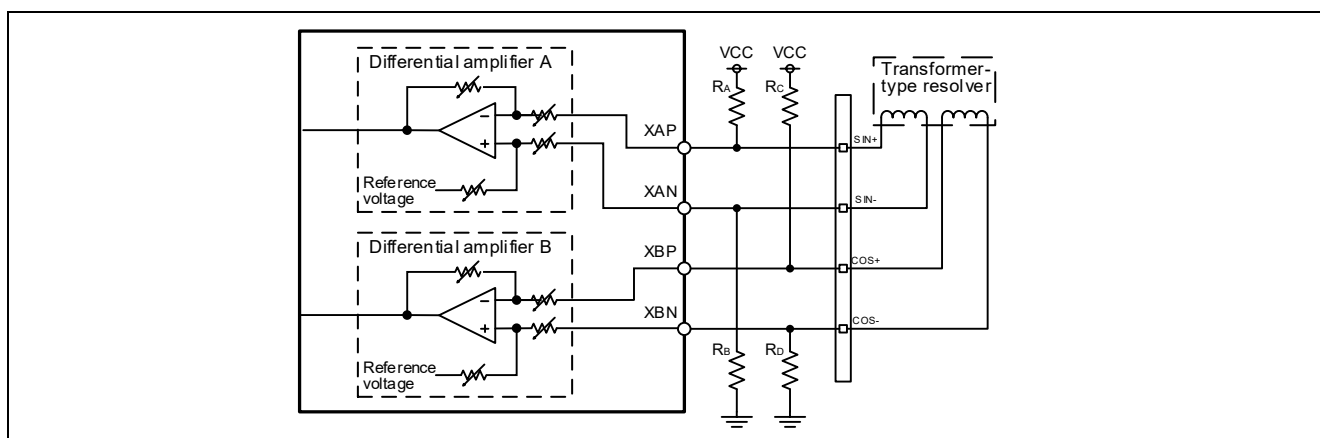 Differential amplifier A
−
+
Reference
voltage
Differential amplifier B
−
+
Reference
voltage
XAP
XAN
XBP
XBN
VCC VCC
RA RC
RB RD
Transformer-
type resolver
SIN+
SIN-
COS+
COS-